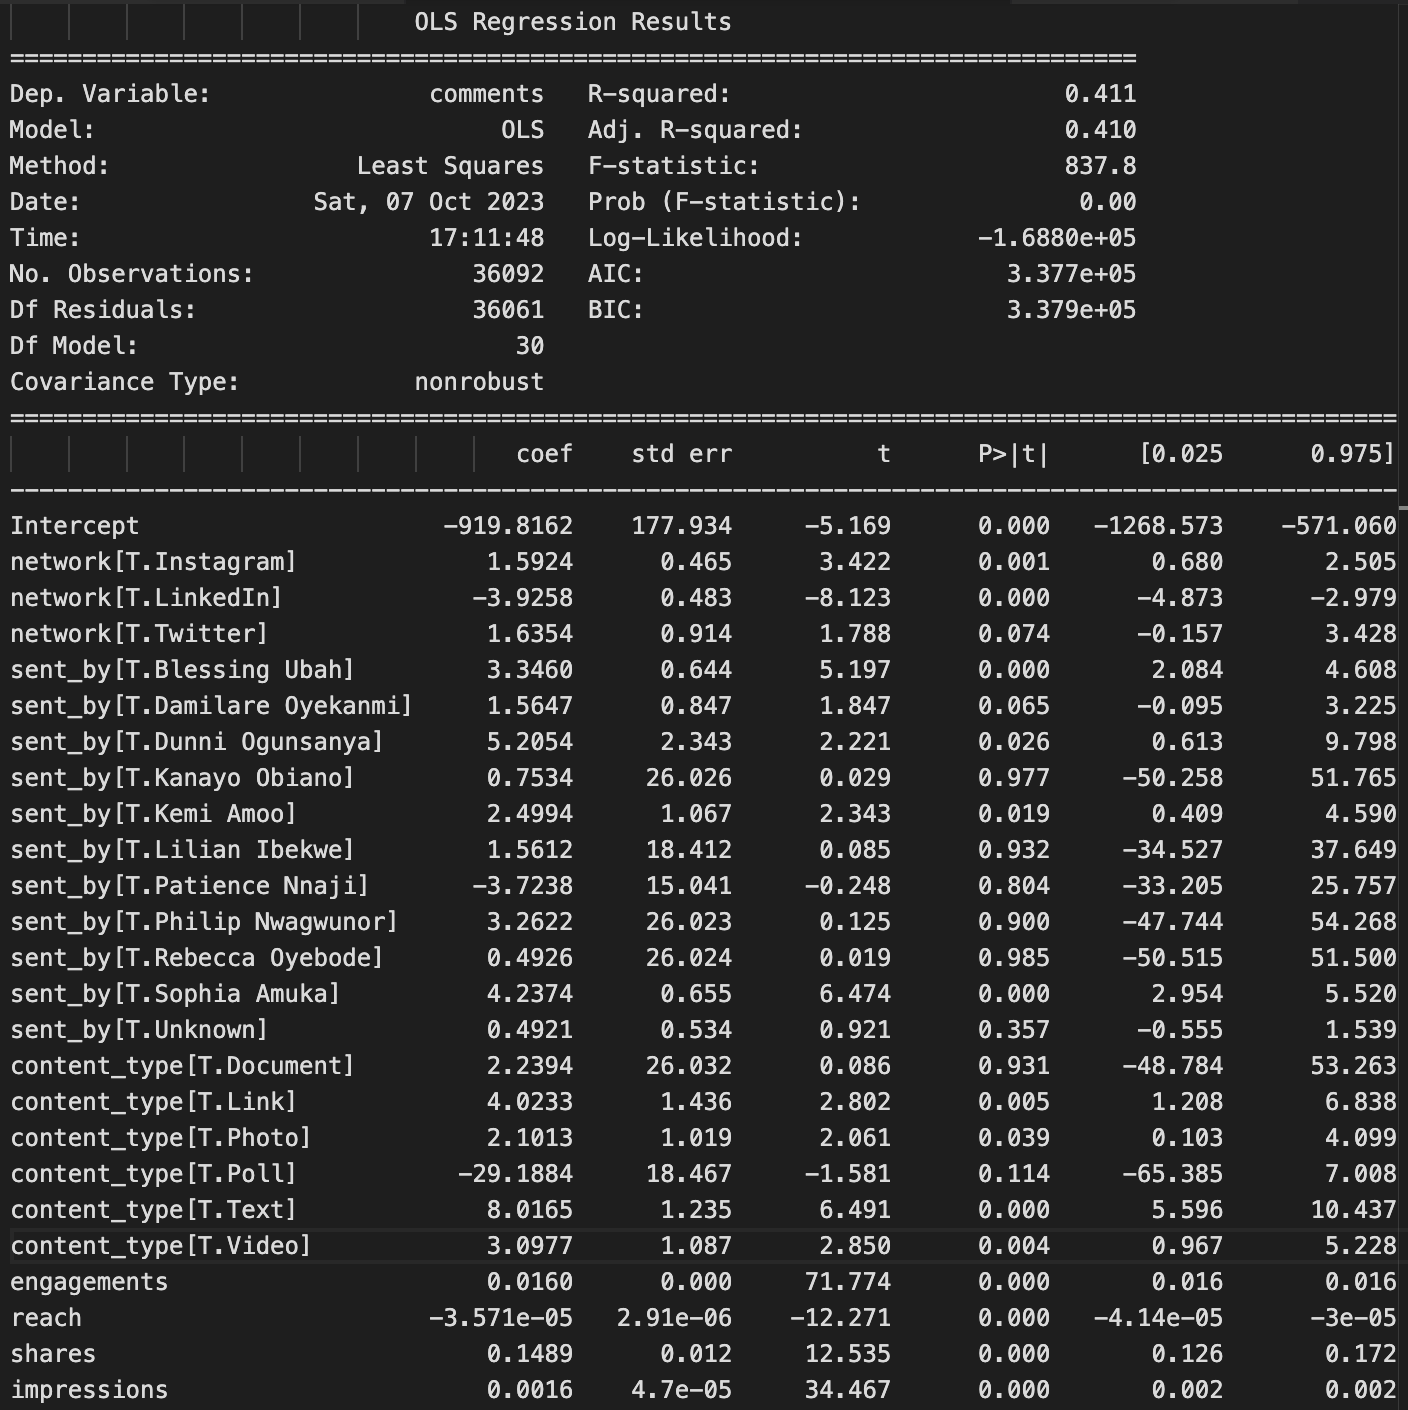 OLS Regression Results
==============================================================================
Dep. Variable: comments R-squared: 0.411
Model: OLS Adj. R-squared: 0.410
Method: Least Squares F-statistic: 837.8
Date: Sat, 07 Oct 2023 Prob (F-statistic): 0.00
Time: 17:11:48 Log-Likelihood: -1.6880e+05
No. Observations: 36092 AIC: 3.377e+05
Df Residuals: 36061 BIC: 3.379e+05
Df Model: 30
Covariance Type: nonrobust
================================================================================================
coef std err t P>|t| [0.025 0.975]
------------------------------------------------------------------------------------------------
Intercept -919.8162 177.934 -5.169 0.000 -1268.573 -571.060
network[T.Instagram] 1.5924 0.465 3.422 0.001 0.680 2.505
network[T.LinkedIn] -3.9258 0.483 -8.123 0.000 -4.873 -2.979
network[T.Twitter] 1.6354 0.914 1.788 0.074 -0.157 3.428
sent_by[T.Blessing Ubah] 3.3460 0.644 5.197 0.000 2.084 4.608
sent_by[T.Damilare Oyekanmi] 1.5647 0.847 1.847 0.065 -0.095 3.225
sent_by[T.Dunni Ogunsanya] 5.2054 2.343 2.221 0.026 0.613 9.798
sent_by[T.Kanayo Obiano] 0.7534 26.026 0.029 0.977 -50.258 51.765
sent_by[T.Kemi Amoo] 2.4994 1.067 2.343 0.019 0.409 4.590
sent_by[T.Lilian Ibekwe] 1.5612 18.412 0.085 0.932 -34.527 37.649
sent_by[T.Patience Nnaji] -3.7238 15.041 -0.248 0.804 -33.205 25.757
sent_by[T.Philip Nwagwunor] 3.2622 26.023 0.125 0.900 -47.744 54.268
sent_by[T.Rebecca Oyebode] 0.4926 26.024 0.019 0.985 -50.515 51.500
sent_by[T.Sophia Amuka] 4.2374 0.655 6.474 0.000 2.954 5.520
sent_by[T.Unknown] 0.4921 0.534 0.921 0.357 -0.555 1.539
content_type[T.Document] 2.2394 26.032 0.086 0.931 -48.784 53.263
content_type[T.Link] 4.0233 1.436 2.802 0.005 1.208 6.838
content_type[T.Photo] 2.1013 1.019 2.061 0.039 0.103 4.099
content_type[T.Poll] -29.1884 18.467 -1.581 0.114 -65.385 7.008
content_type[T.Text] 8.0165 1.235 6.491 0.000 5.596 10.437
content_type[T.Video] 3.0977 1.087 2.850 0.004 0.967 5.228
engagements 0.0160 0.000 71.774 0.000 0.016 0.016
reach -3.571e-05 2.91e-06 -12.271 0.000 -4.14e-05 -3e-05
shares 0.1489 0.012 12.535 0.000 0.126 0.172
impressions 0.0016 4.7e-05 34.467 0.000 0.002 0.002